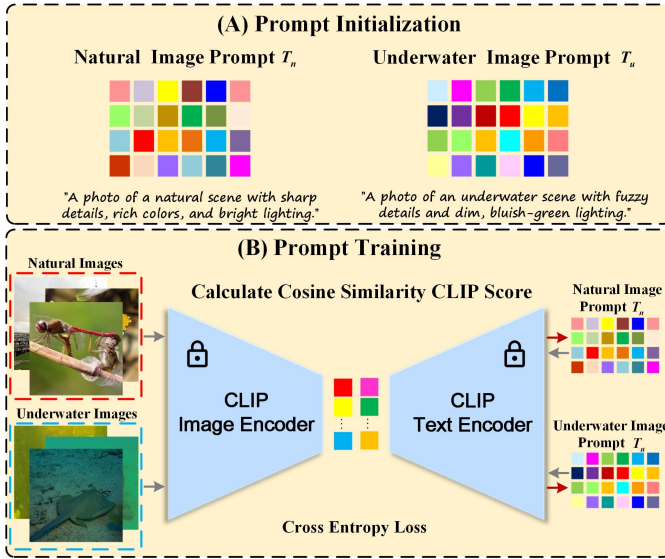 (A) Prompt Initialization
Natural Image Prompt Tn
Underwater Image Prompt Tu
"A photo of a natural scene with sharp
details, rich colors, and bright lighting."
"A photo of an underwater scene with fuzzy
details and dim, bluish-green lighting."
(B) Prompt Training
Natural Images
Calculate Cosine Similarity CLIP Score
Natural Image
Prompt Tn
CLIP
Image Encoder
CLIP
Text Encoder
Underwater Images
Underwater Image
Prompt Tu
Cross Entropy Loss